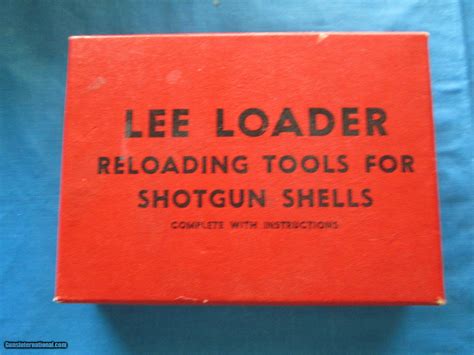 LEE LOADER
RELOADING TOOLS FOR
SHOTGUN SHELLS
COMPLETE WITH INSTRUCTIONS
GunsInternational.com